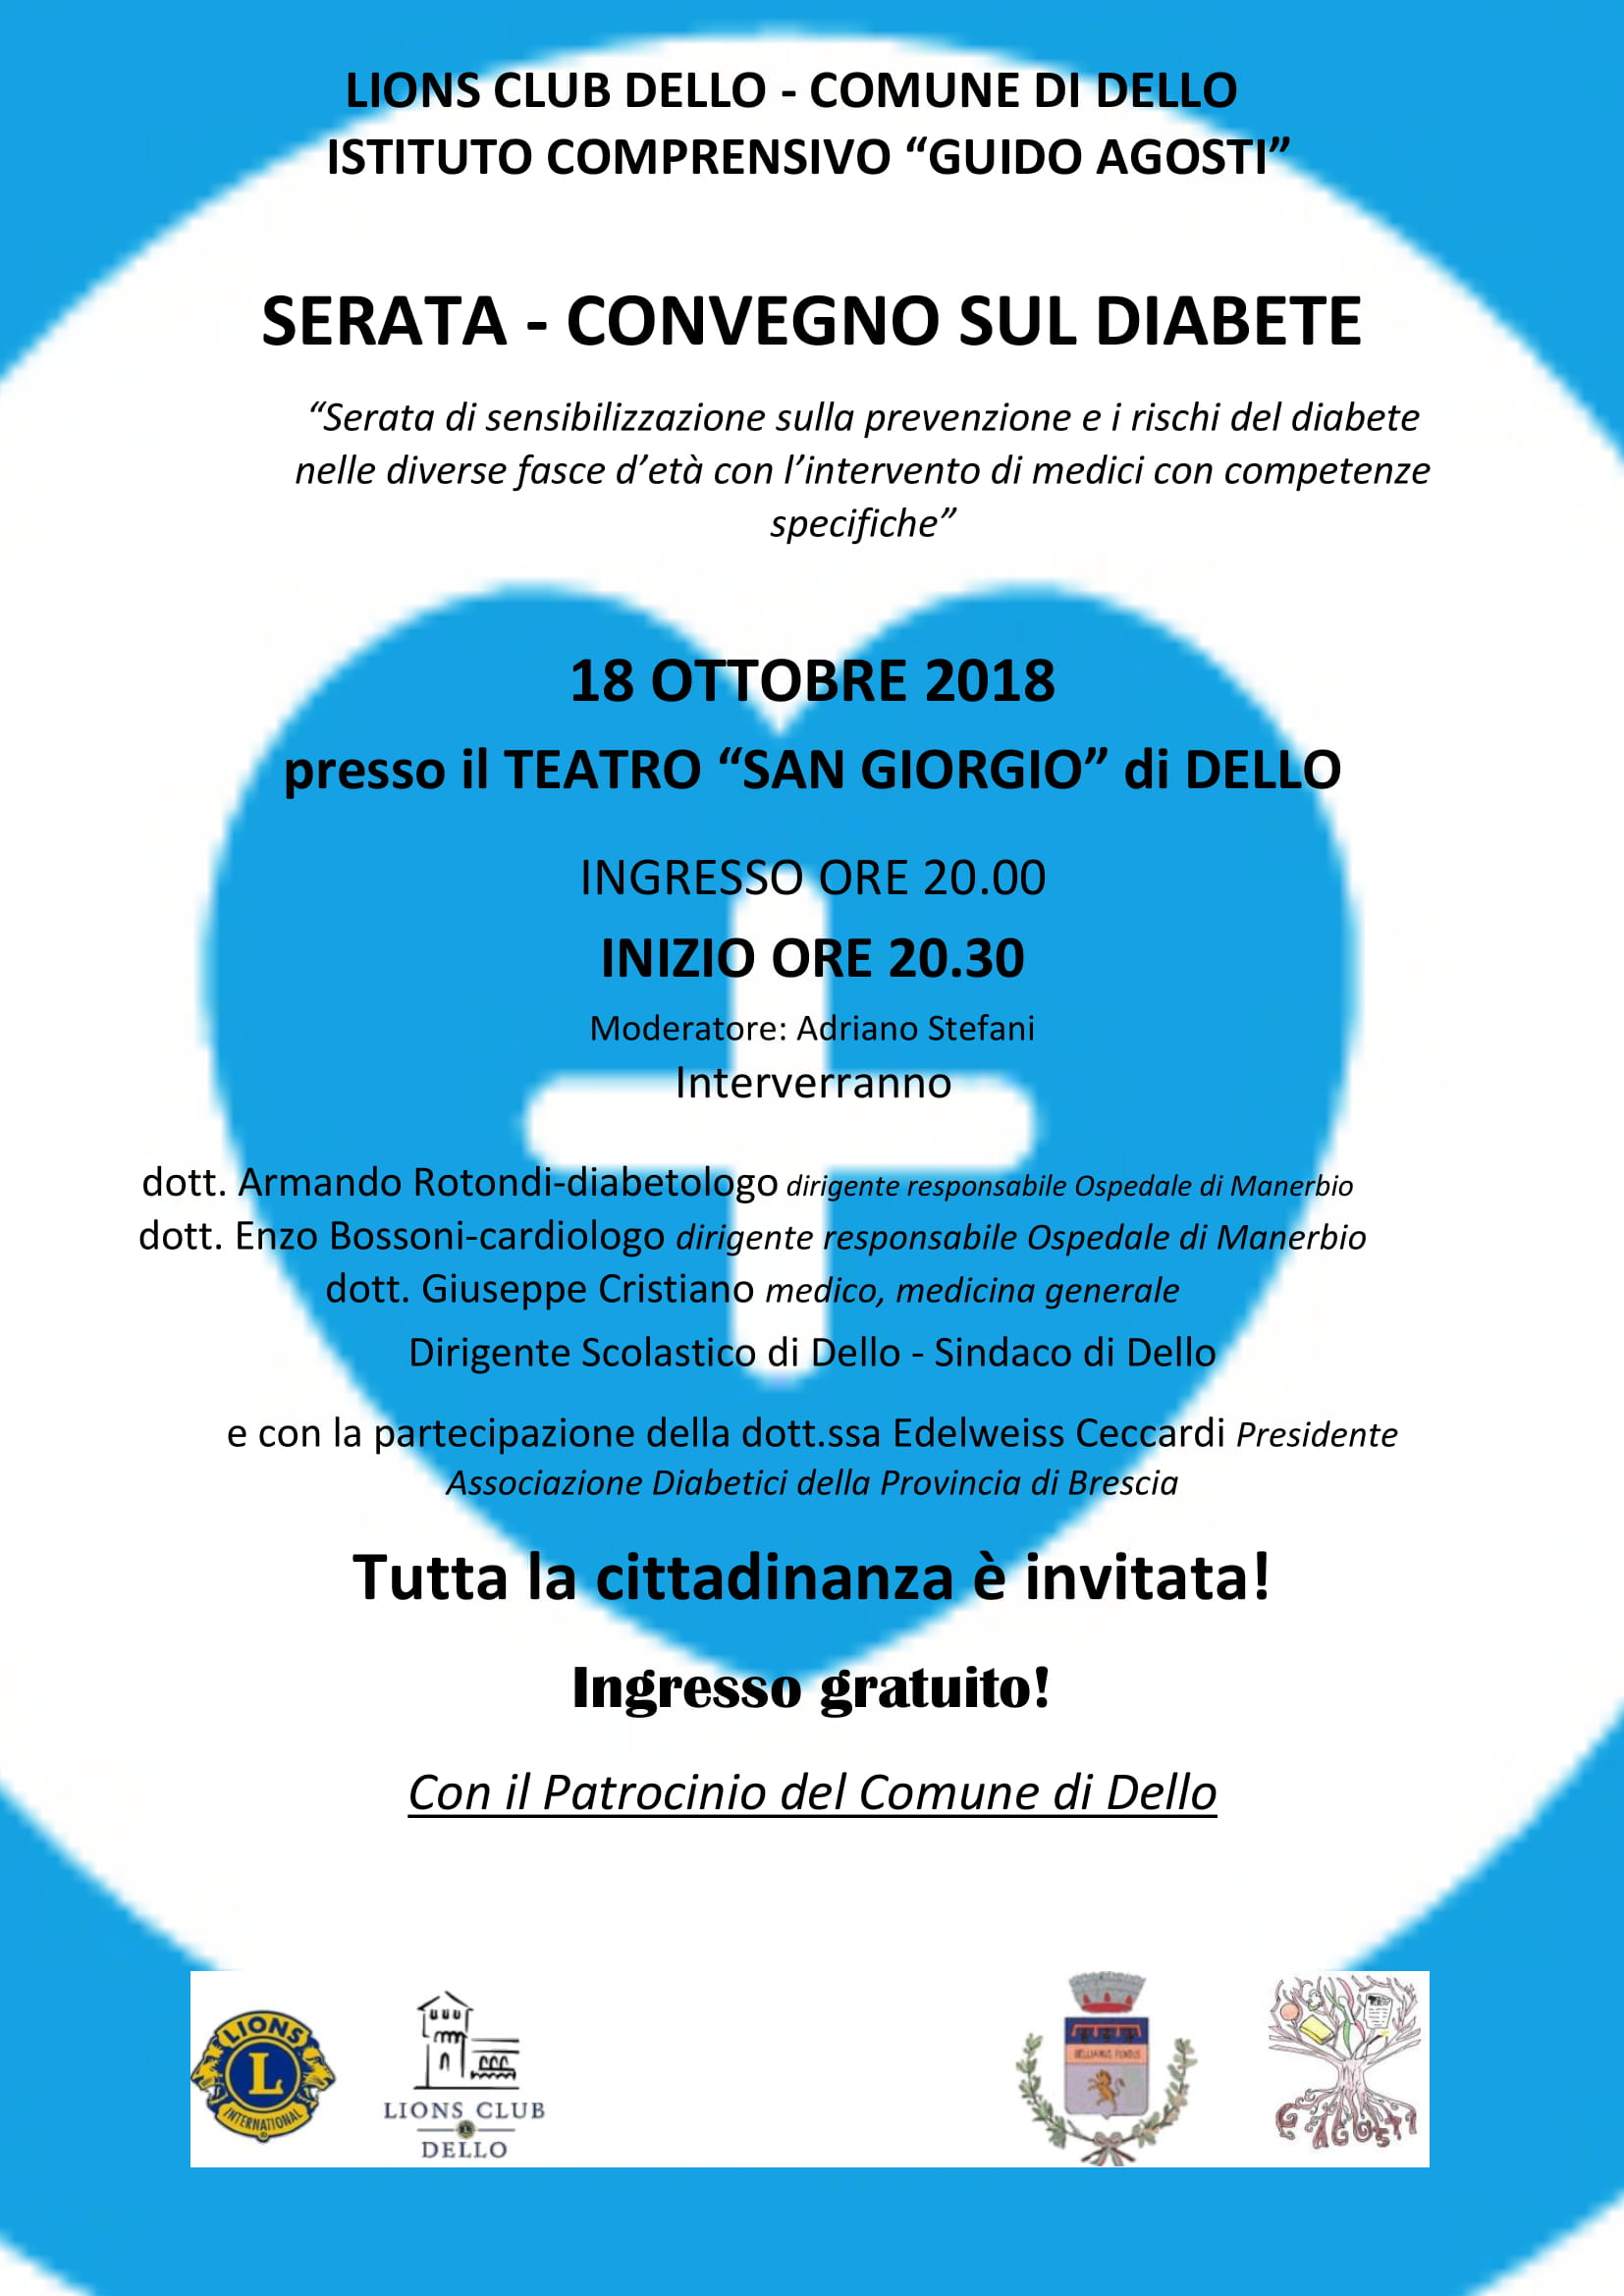 LIONS CLUB DELLO - COMUNE DI DELLO
ISTITUTO COMPRENSIVO “GUIDO AGOSTI”
SERATA - CONVEGNO SUL DIABETE
“Serata di sensibilizzazione sulla prevenzione e i rischi del diabete
nelle diverse fasce d’età con l’intervento di medici con competenze
specifiche”
18 OTTOBRE 2018
presso il TEATRO “SAN GIORGIO” di DELLO
INGRESSO ORE 20.00
INIZIO ORE 20.30
Moderatore: Adriano Stefani
Interverranno
dott. Armando Rotondi-diabetologo dirigente responsabile Ospedale di Manerbio
dott. Enzo Bossoni-cardiologo dirigente responsabile Ospedale di Manerbio
dott. Giuseppe Cristiano medico, medicina generale
Dirigente Scolastico di Dello - Sindaco di Dello
e con la partecipazione della dott.ssa Edelweiss Ceccardi Presidente
Associazione Diabetici della Provincia di Brescia
Tutta la cittadinanza è invitata!
Ingresso gratuito!
Con il Patrocinio del Comune di Dello
LIONS
L
INTERNATIONAL
LIONS CLUB
DELLO
G AGOSTI